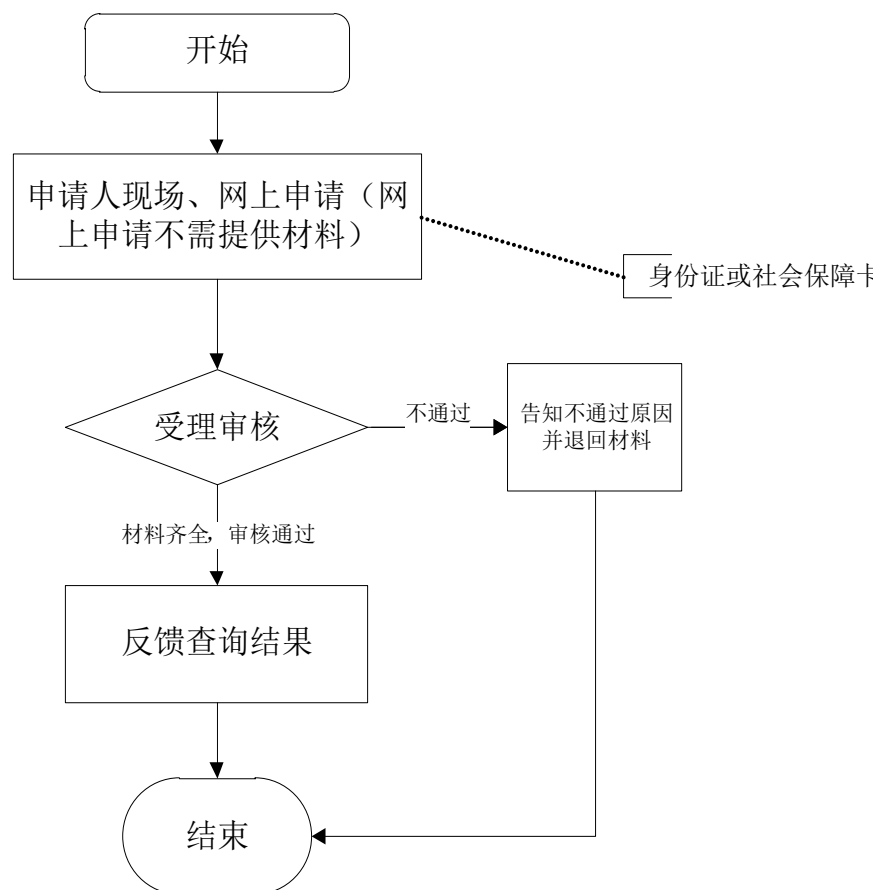 开始
申请人现场、网上申请（网
上申请不需提供材料）
身份证或社会保障卡
受理审核
不通过
告知不通过原因
并退回材料
材料齐全，审核通过
反馈查询结果
结束